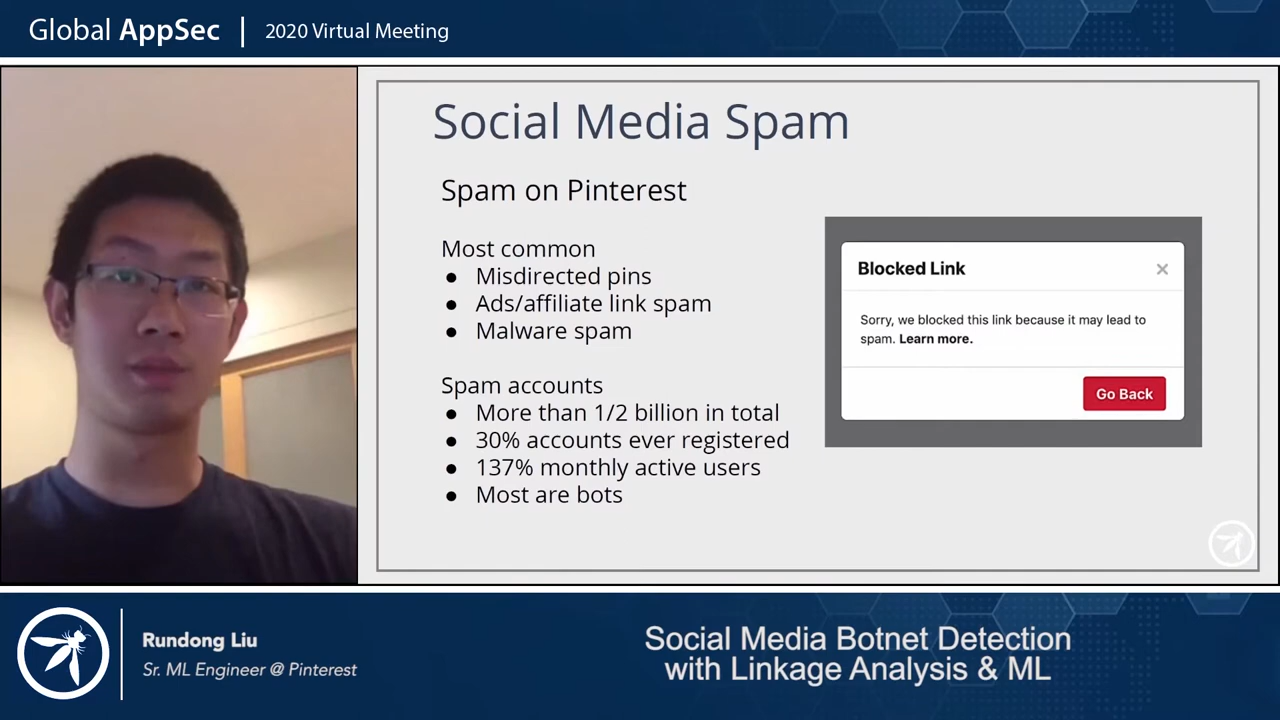 Global AppSec | 2020 Virtual Meeting
Social Media Spam
Spam on Pinterest
Most common
● Misdirected pins
● Ads/affiliate link spam
● Malware spam
Spam accounts
● More than 1/2 billion in total
● 30% accounts ever registered
● 137% monthly active users
● Most are bots
Blocked Link ×
Sorry, we blocked this link because it may lead to
spam. Learn more.
Go Back
Rundong Liu
Sr. ML Engineer @ Pinterest
Social Media Botnet Detection
with Linkage Analysis & ML